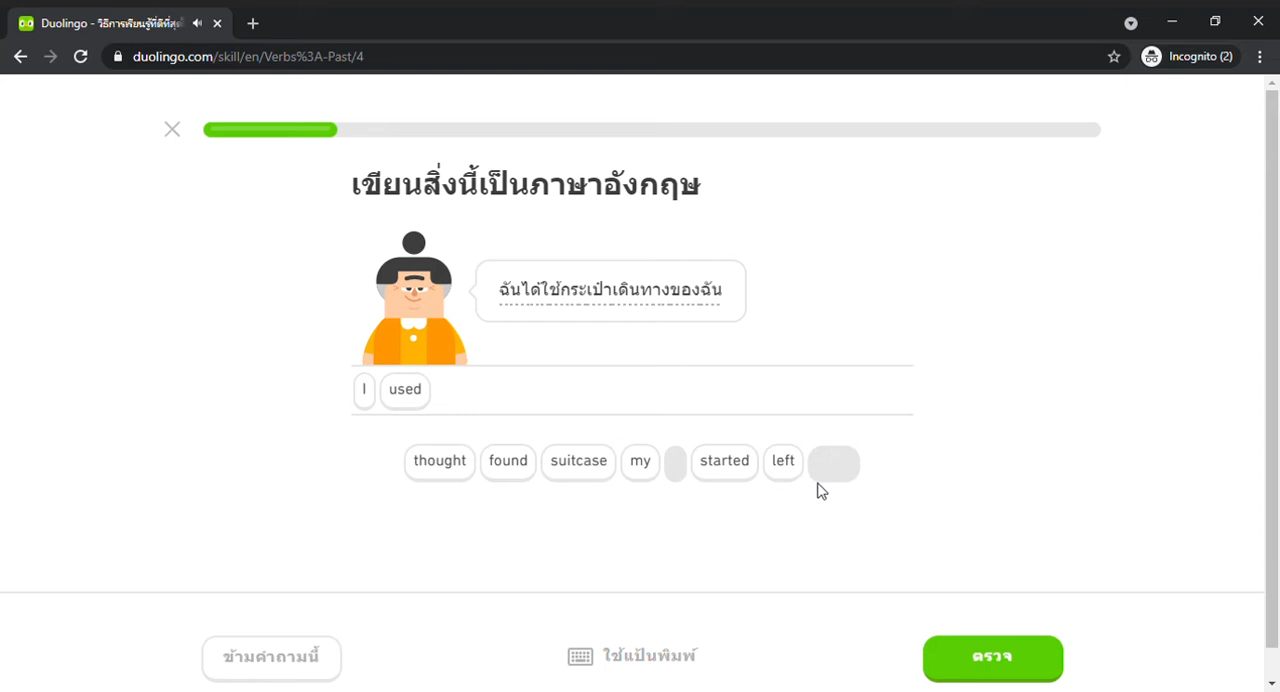 Duolingo - วิธีการเรียนรู้ที่ดีที่สุด
duolingo.com/skill/en/Verbs%3A-Past/4
Incognito (2)
เขียนสิ่งนี้เป็นภาษาอังกฤษ
ฉันได้ใช้กระเป๋าเดินทางของฉัน
I used
thought found suitcase my started left
ข้ามคำถามนี้
ใช้แป้นพิมพ์
ตรวจ